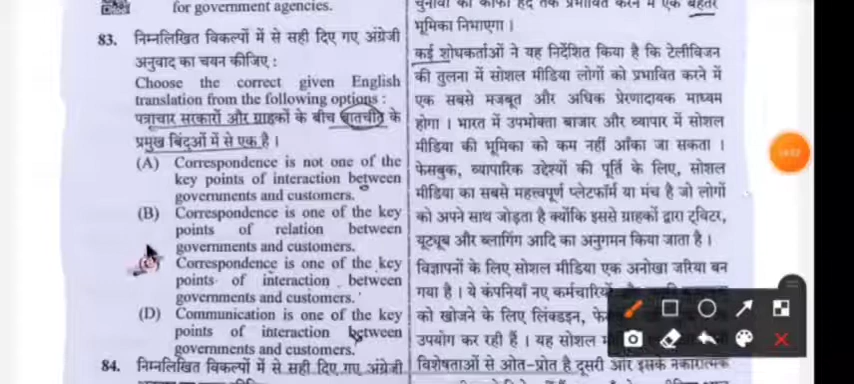 for government agencies.
83. निम्नलिखित विकल्पों में से सही दिए गए अंग्रेजी
अनुवाद का चयन कीजिए :
Choose the correct given English
translation from the following options :
पत्राचार सरकारों और ग्राहकों के बीच बातचीत के
प्रमुख बिंदुओं में से एक है ।
(A) Correspondence is not one of the
key points of interaction between
governments and customers.
(B) Correspondence is one of the key
points of relation between
governments and customers.
Correspondence is one of the key
points of interaction between
governments and customers.
(D) Communication is one of the key
points of interaction between
governments and customers.
84. निम्नलिखित विकल्पों में से सही दिए गए अंग्रेजी
चुनावों को काफी हद तक प्रभावित करने में एक बेहतर
भूमिका निभाएगा ।
कई शोधकर्ताओं ने यह निर्देशित किया है कि टेलीविजन
की तुलना में सोशल मीडिया लोगों को प्रभावित करने में
एक सबसे मजबूत और अधिक प्रेरणादायक माध्यम
होगा । भारत में उपभोक्ता बाजार और व्यापार में सोशल
मीडिया की भूमिका को कम नहीं आँका जा सकता ।
फेसबुक, व्यापारिक उद्देश्यों की पूर्ति के लिए, सोशल
मीडिया का सबसे महत्त्वपूर्ण प्लेटफॉर्म या मंच है जो लोगों
को अपने साथ जोड़ता है क्योंकि इससे ग्राहकों द्वारा ट्विटर,
यूट्यूब और ब्लागिंग आदि का अनुगमन किया जाता है ।
विज्ञापनों के लिए सोशल मीडिया एक अनोखा जरिया बन
गया है । ये कंपनियाँ नए कर्मचारियों
को खोजने के लिए लिंक्डइन,
उपयोग कर रही हैं । यह सोशल
विशेषताओं से ओत-प्रोत है दूसरी ओर इसके नकारात्मक